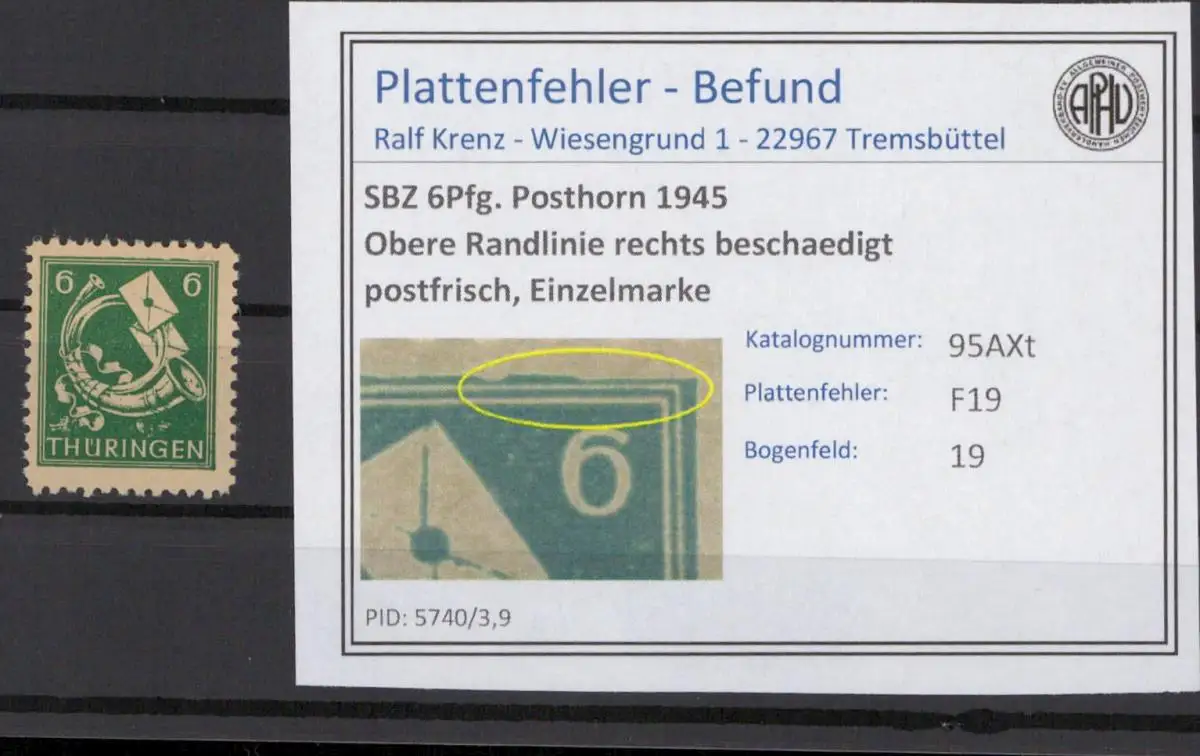 6 6
THÜRINGEN
Plattenfehler - Befund
Ralf Krenz - Wiesengrund 1 - 22967 Tremsbüttel
APHV
SBZ 6Pfg. Posthorn 1945
Obere Randlinie rechts beschaedigt
postfrisch, Einzelmarke
6
Katalognummer: 95AXt
Plattenfehler: F19
Bogenfeld: 19
PID: 5740/3,9